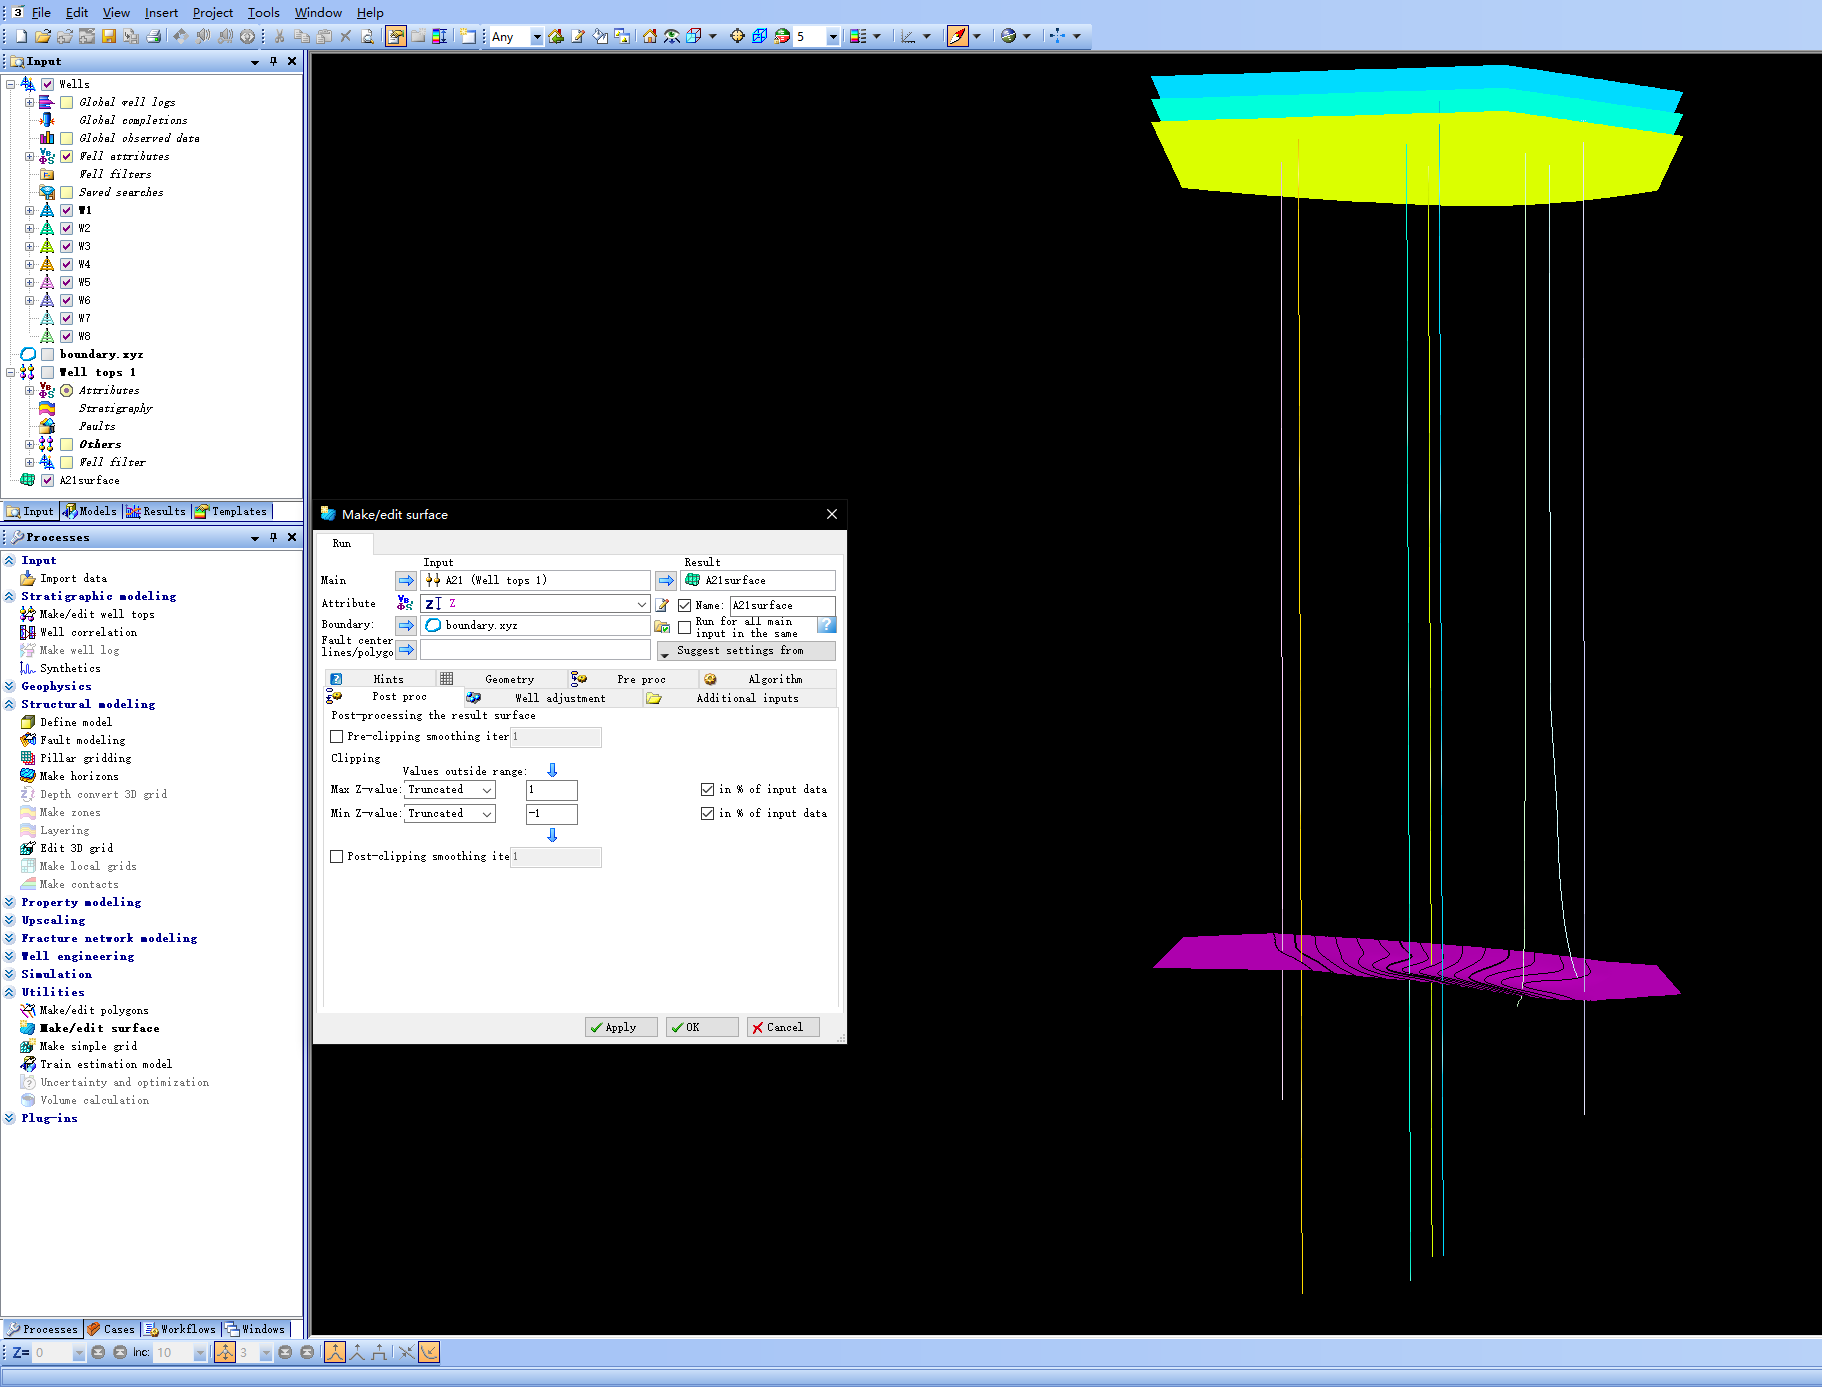 File Edit View Insert Project Tools Window Help
Any 5
Input
Wells
Global well logs
Global completions
Global observed data
Well attributes
Well filters
Saved searches
W1
W2
W3
W4
W5
W6
W7
W8
boundary.xyz
Well tops 1
Attributes
Stratigraphy
Faults
Others
Well filter
A21surface
Input Models Results Templates
Processes
Input
Import data
Stratigraphic modeling
Make/edit well tops
Well correlation
Make well log
Synthetics
Geophysics
Structural modeling
Define model
Fault modeling
Pillar gridding
Make horizons
Depth convert 3D grid
Make zones
Layering
Edit 3D grid
Make local grids
Make contacts
Property modeling
Upscaling
Fracture network modeling
Well engineering
Simulation
Utilities
Make/edit polygons
Make/edit surface
Make simple grid
Train estimation model
Uncertainty and optimization
Volume calculation
Plug-ins
Processes Cases Workflows Windows
Z= 0 Inc: 10 3
Make/edit surface
Run
Input Result
Main A21 (Well tops 1) A21surface
Attribute Z Name: A21surface
Boundary: boundary.xyz Run for all main input in the same
Fault center lines/polygo Suggest settings from
Hints Geometry Pre proc Algorithm
Post proc Well adjustment Additional inputs
Post-processing the result surface
Pre-clipping smoothing iter 1
Clipping
Values outside range:
Max Z-value: Truncated 1 in % of input data
Min Z-value: Truncated -1 in % of input data
Post-clipping smoothing ite 1
Apply OK Cancel